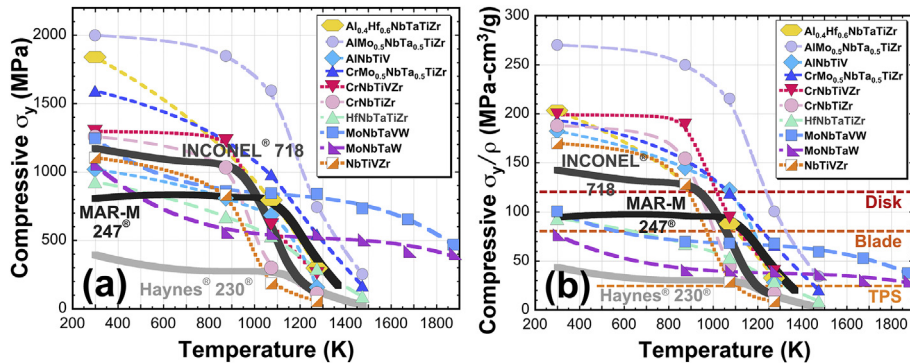 (a)
Compressive σy (MPa)
2000
1500
1000
500
0
200 400 600 800 1000 1200 1400 1600 1800
Temperature (K)
Al0.4Hf0.6NbTaTiZr
AlMo0.5NbTa0.5TiZr
AlNbTiV
CrMo0.5NbTa0.5TiZr
CrNbTiVZr
CrNbTiZr
HfNbTaTiZr
MoNbTaVW
MoNbTaW
NbTiVZr
INCONEL® 718
MAR-M
247®
Haynes® 230®
(b)
Compressive σy/ρ (MPa-cm3/g)
300
250
200
150
100
50
0
200 400 600 800 1000 1200 1400 1600 1800
Temperature (K)
Al0.4Hf0.6NbTaTiZr
AlMo0.5NbTa0.5TiZr
AlNbTiV
CrMo0.5NbTa0.5TiZr
CrNbTiVZr
CrNbTiZr
HfNbTaTiZr
MoNbTaVW
MoNbTaW
NbTiVZr
INCONEL®
718
MAR-M
247®
Haynes® 230®
Disk
Blade
TPS